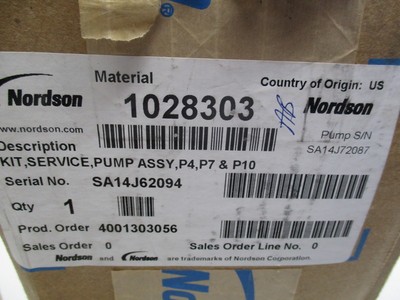 Nordson
Material
Country of Origin: US
Nordson
1028303
AB
Nordson
www.nordson.com
Pump S/N
Description
SA14J72087
KIT,SERVICE,PUMP ASSY,P4,P7 & P10
Serial No. SA14J62094
Qty 1
Prod. Order 4001303056
Sales Order 0 Sales Order Line No. 0
Nordson and Nordson are trademarks of Nordson Corporation.